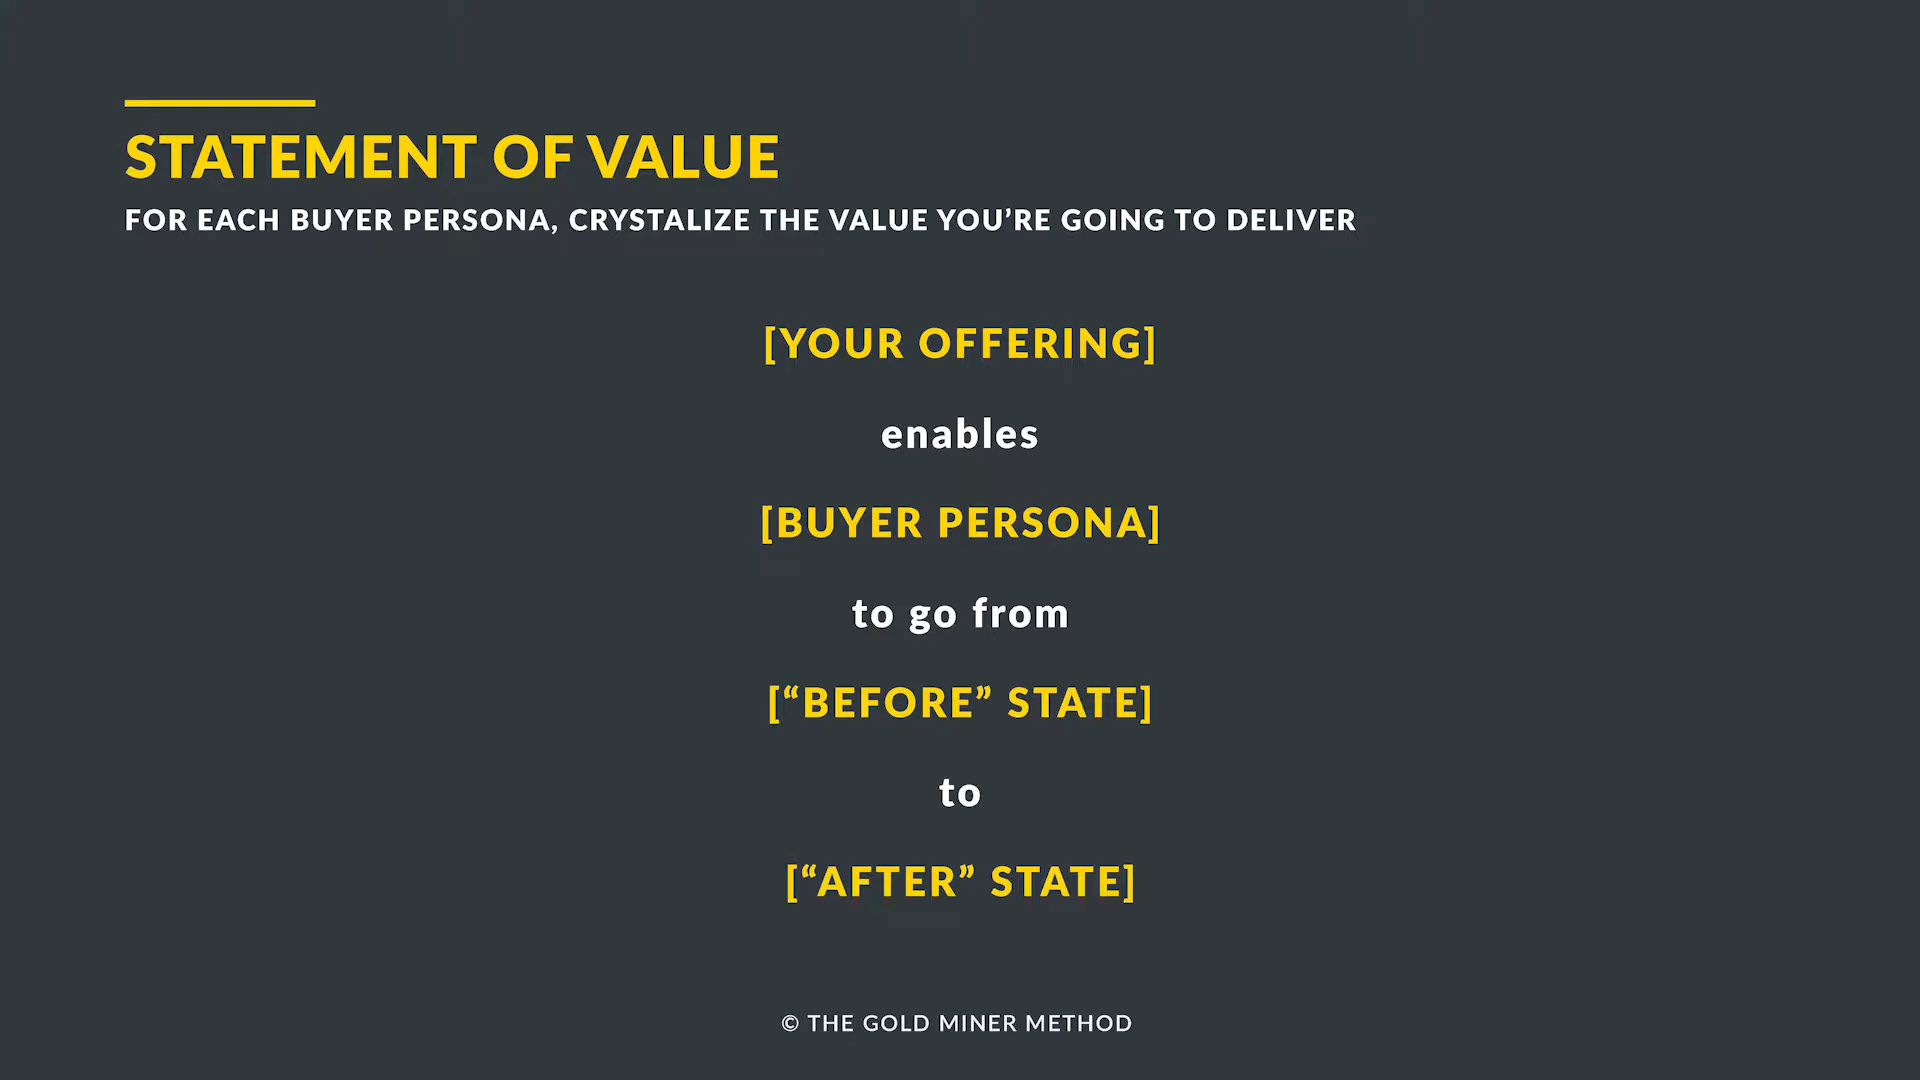 STATEMENT OF VALUE
FOR EACH BUYER PERSONA, CRYSTALIZE THE VALUE YOU’RE GOING TO DELIVER
[YOUR OFFERING]
enables
[BUYER PERSONA]
to go from
[“BEFORE” STATE]
to
[“AFTER” STATE]
© THE GOLD MINER METHOD